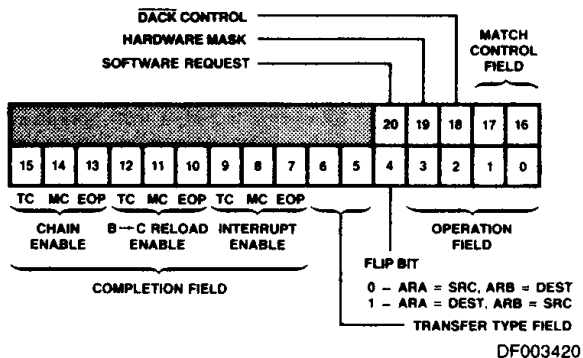 DACK CONTROL
HARDWARE MASK
SOFTWARE REQUEST
MATCH
CONTROL
FIELD
20 19 18 17 16
15 14 13 12 11 10 9 8 7 6 5 4 3 2 1 0
TC MC EOP TC MC EOP TC MC EOP
CHAIN
ENABLE
B→C RELOAD
ENABLE
INTERRUPT
ENABLE
OPERATION
FIELD
COMPLETION FIELD
FLIP BIT
0 – ARA = SRC, ARB = DEST
1 – ARA = DEST, ARB = SRC
TRANSFER TYPE FIELD
DF003420